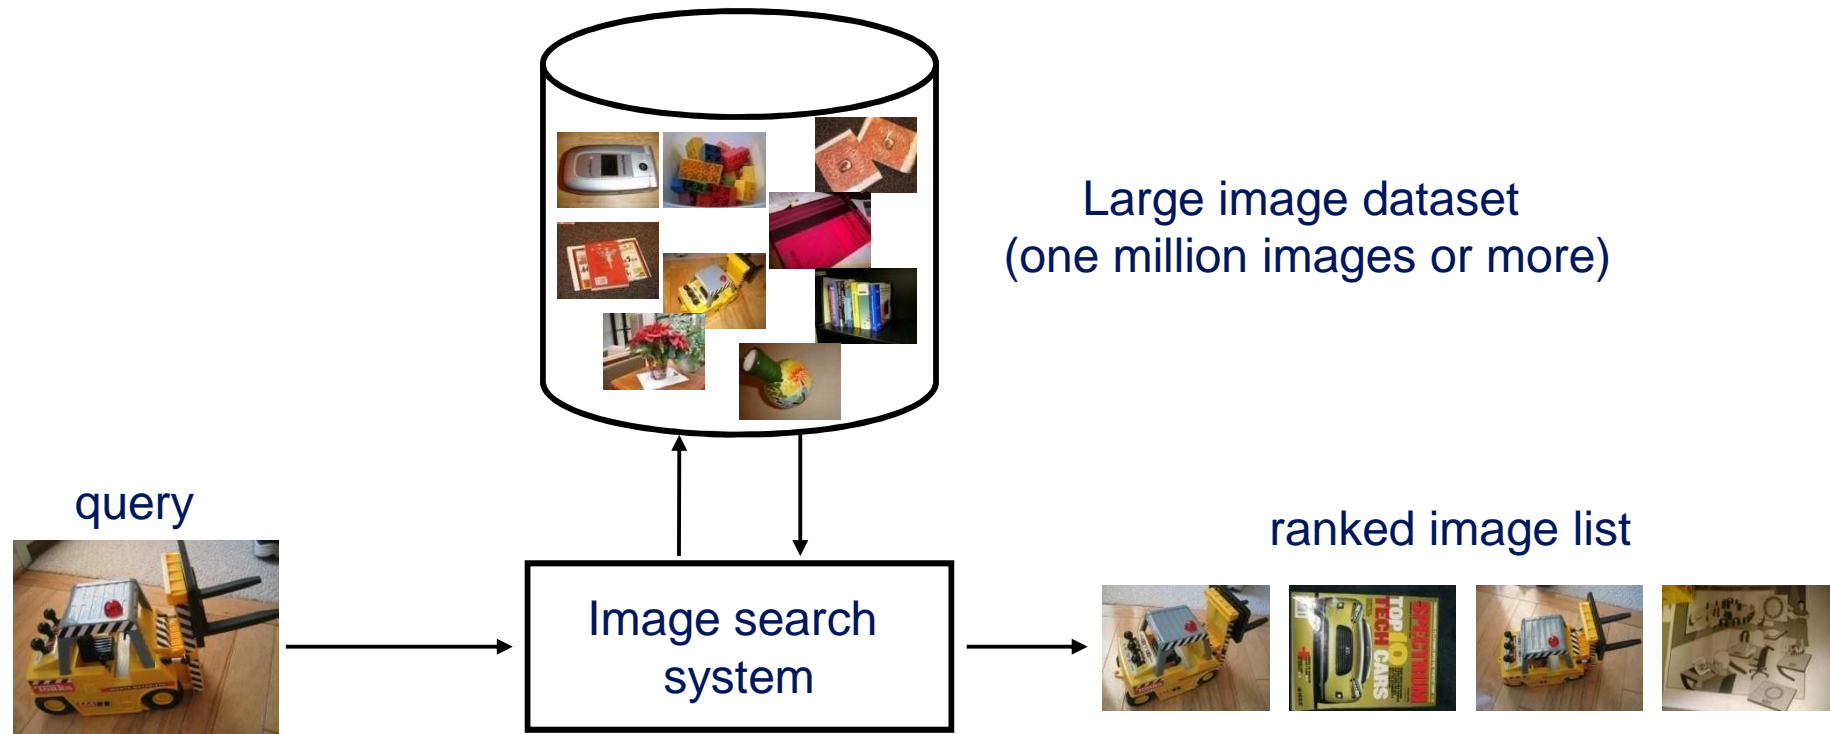 Large image dataset
(one million images or more)
query
ranked image list
Image search
system
TOP
10
TECH CARS
SPECTRUM